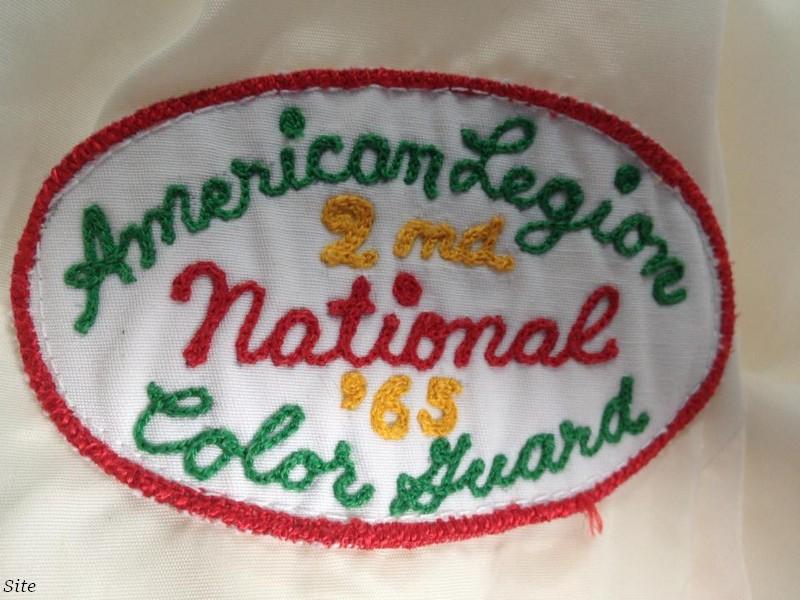 American Legion
2nd
National
'65
Color Guard
Site